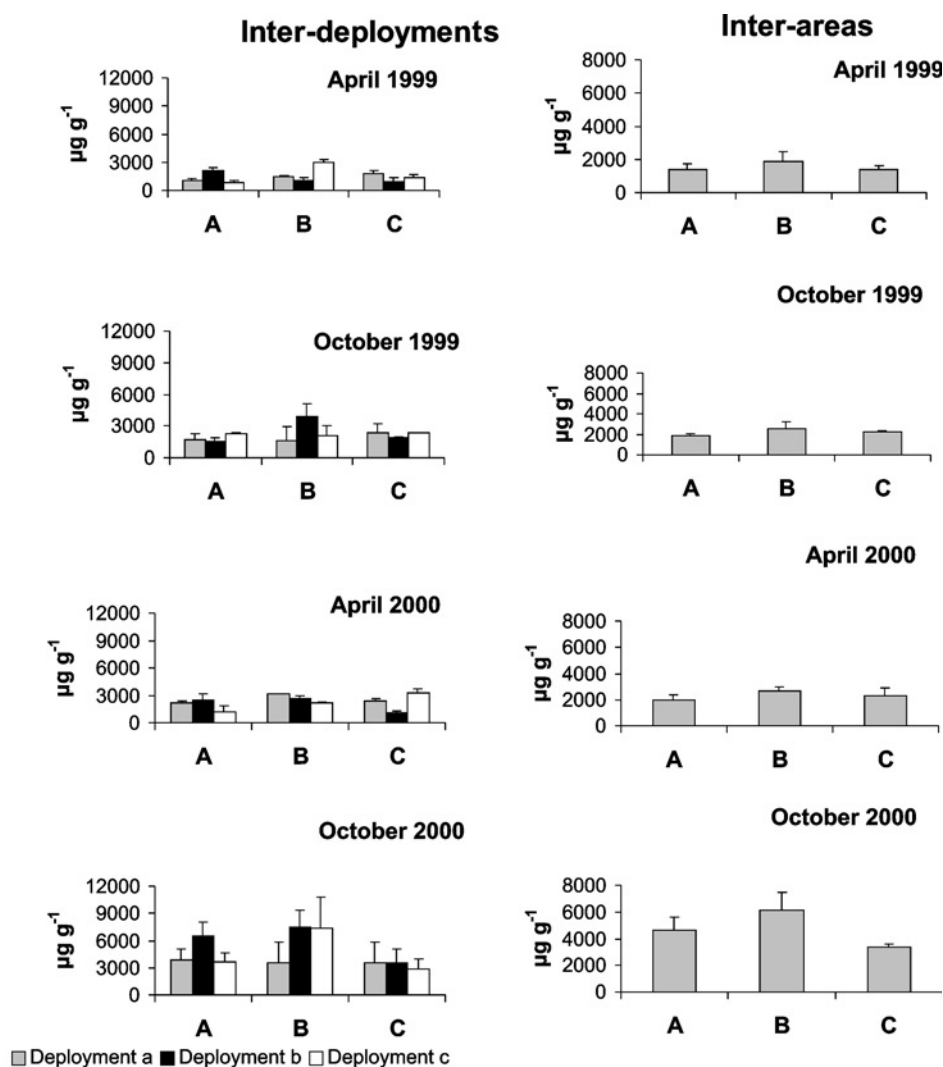 Inter-deployments
Inter-areas
April 1999
µg g-1
12000
9000
6000
3000
0
A B C
April 1999
µg g-1
8000
6000
4000
2000
0
A B C
October 1999
µg g-1
12000
9000
6000
3000
0
A B C
October 1999
µg g-1
8000
6000
4000
2000
0
A B C
April 2000
µg g-1
12000
9000
6000
3000
0
A B C
April 2000
µg g-1
8000
6000
4000
2000
0
A B C
October 2000
µg g-1
12000
9000
6000
3000
0
A B C
October 2000
µg g-1
8000
6000
4000
2000
0
A B C
Deployment a Deployment b Deployment c